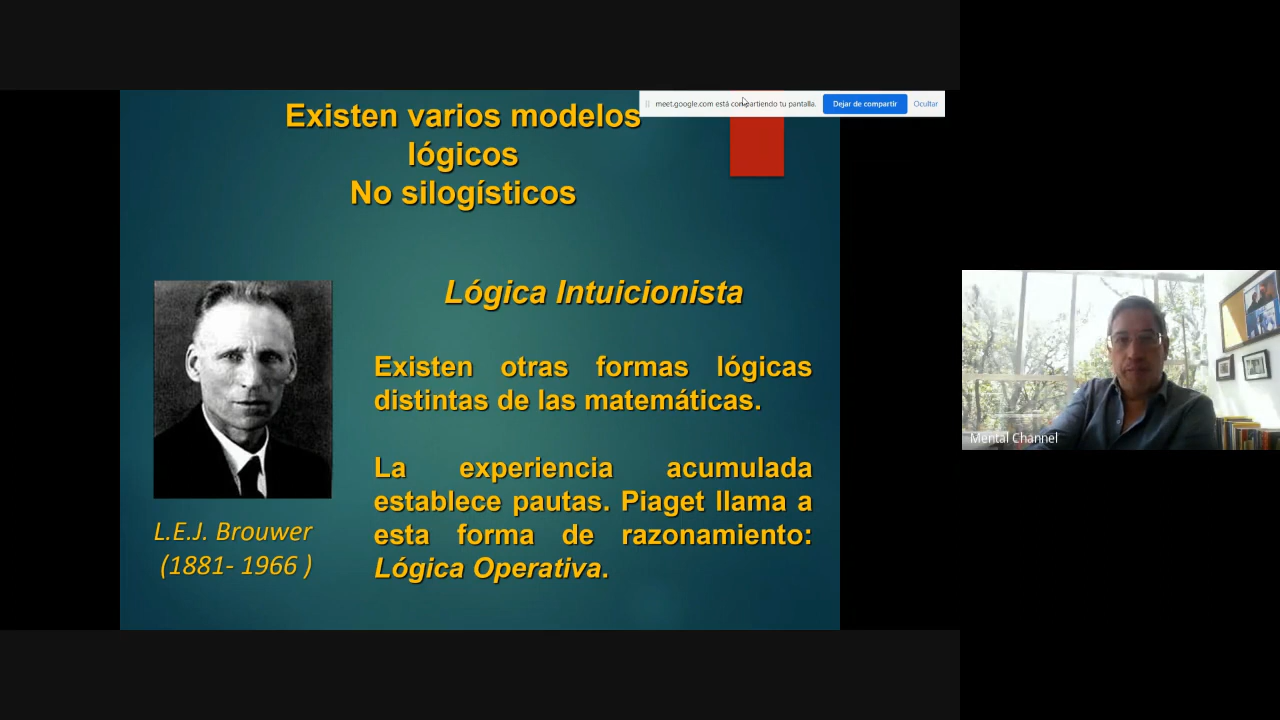 Existen varios modelos
lógicos
No silogísticos
meet.google.com está compartiendo tu pantalla.
Dejar de compartir
Ocultar
Lógica Intuicionista
Existen otras formas lógicas
distintas de las matemáticas.
La experiencia acumulada
establece pautas. Piaget llama a
esta forma de razonamiento:
Lógica Operativa.
L.E.J. Brouwer
(1881- 1966 )
Mental Channel